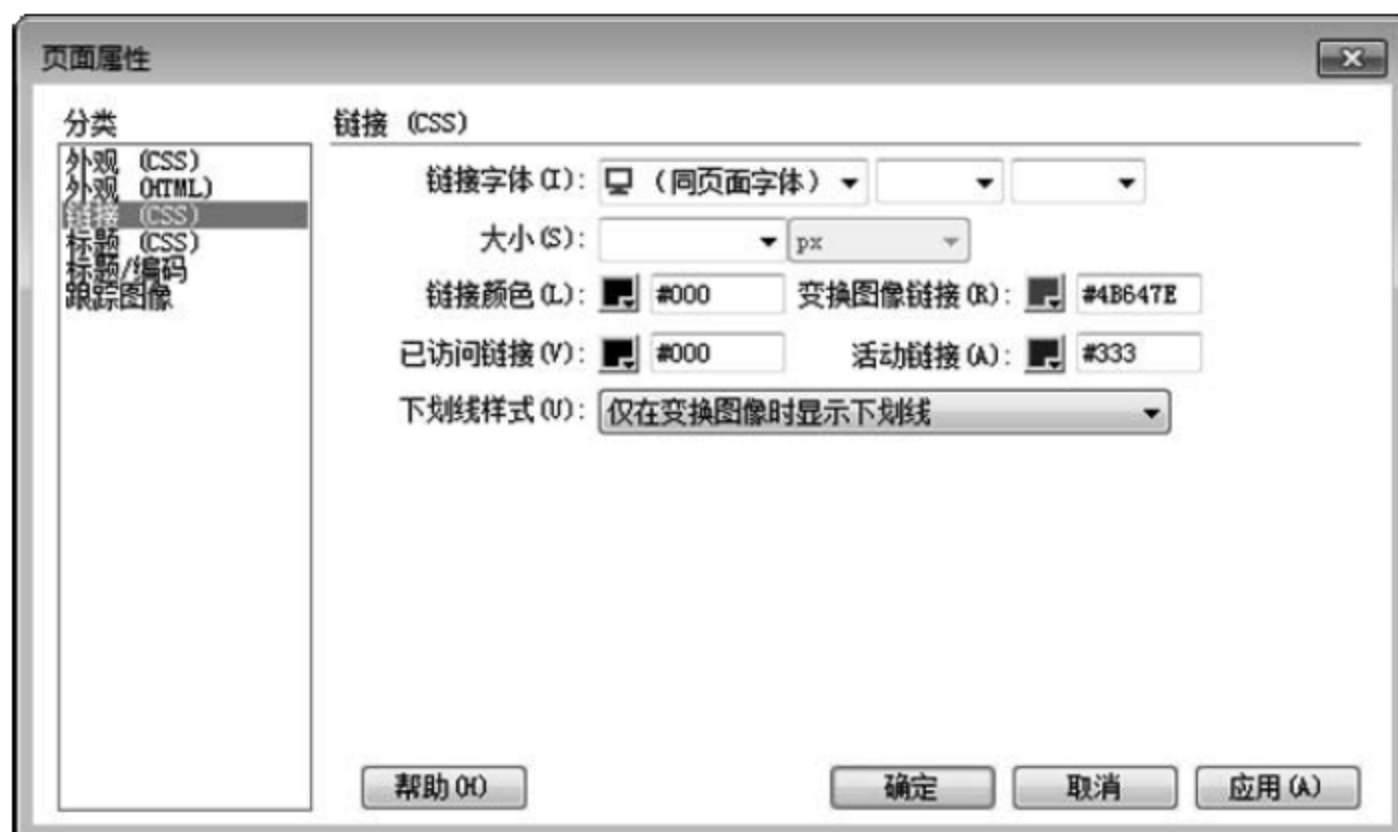 页面属性
分类
外观 (CSS)
外观 (HTML)
链接 (CSS)
标题 (CSS)
标题/编码
跟踪图像
链接 (CSS)
链接字体(I): (同页面字体)
大小(S): px
链接颜色(L): #000 变换图像链接(R): #4B647E
已访问链接(V): #000 活动链接(A): #333
下划线样式(U): 仅在变换图像时显示下划线
帮助(H) 确定 取消 应用(A)